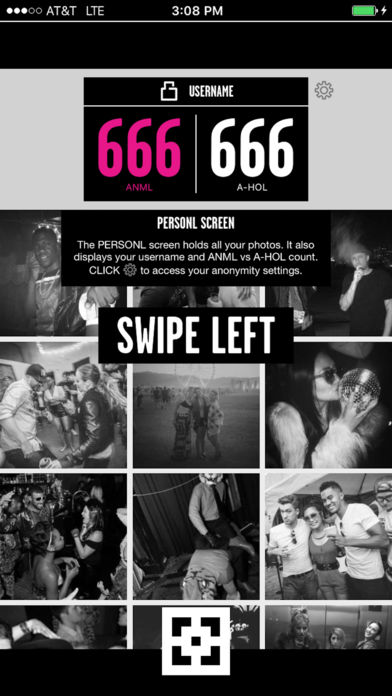 AT&T LTE 3:08 PM
USERNAME
666 666
ANML A-HOL
PERSONL SCREEN
The PERSONL screen holds all your photos. It also
displays your username and ANML vs A-HOL count.
CLICK to access your anonymity settings.
SWIPE LEFT